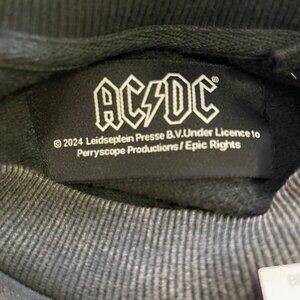 AC⚡DC®
© 2024 Leidseplein Presse B.V.Under Licence to
Perryscope Productions / Epic Rights